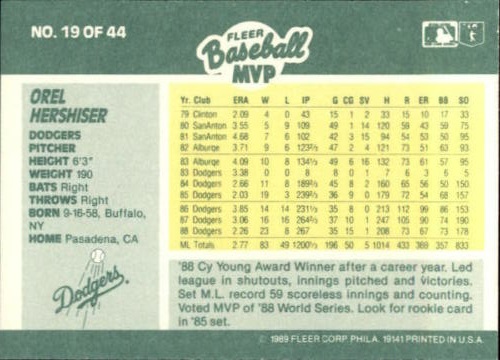 NO. 19 OF 44
FLEER
Baseball
MVP
OREL
HERSHISER
DODGERS
PITCHER
HEIGHT 6'3"
WEIGHT 190
BATS Right
THROWS Right
BORN 9-16-58, Buffalo,
NY
HOME Pasadena, CA
Dodgers
Yr. Club ERA W L IP G CG SV H R ER BB SO
79 Clinton 2.09 4 0 43 15 1 2 33 15 10 17 33
80 SanAnton 3.55 5 9 109 49 1 14 120 59 43 59 75
81 SanAnton 4.68 7 6 102 42 3 15 94 54 53 50 95
82 Alburqe 3.71 9 6 123⅔ 47 2 4 121 73 51 63 93
83 Alburqe 4.09 10 8 134⅓ 49 6 16 132 73 61 57 95
83 Dodgers 3.38 0 0 8 8 7 6 3 6 5
84 Dodgers 2.66 11 8 189⅔ 45 8 2 160 65 56 50 150
85 Dodgers 2.03 19 3 239⅔ 36 9 0 179 72 54 68 157
86 Dodgers 3.85 14 14 231⅓ 35 8 0 213 112 99 86 153
87 Dodgers 3.06 16 16 264⅔ 37 10 1 247 105 90 74 190
88 Dodgers 2.26 23 8 267 35 15 1 208 73 67 73 178
ML Totals 2.77 83 49 1200⅓ 196 50 5 1014 433 357 833
'88 Cy Young Award Winner after a career year. Led
league in shutouts, innings pitched and victories.
Set M.L. record 59 scoreless innings and counting.
Voted MVP of '88 World Series. Look for rookie card
in '85 set.
© 1989 FLEER CORP PHILA. 19141 PRINTED IN U.S.A.